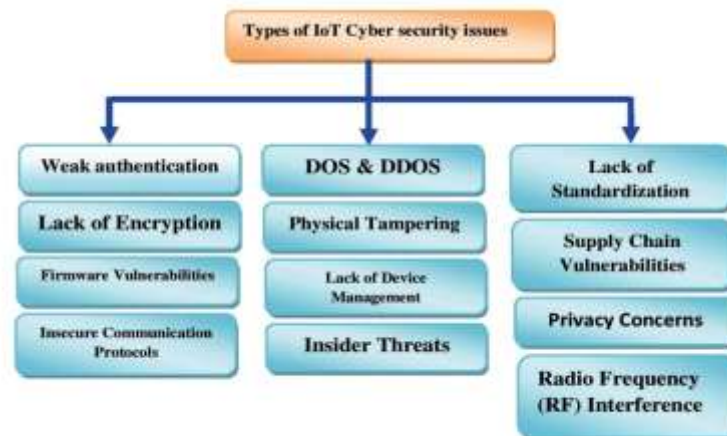 Types of IoT Cyber security issues
Weak authentication
Lack of Encryption
Firmware Vulnerabilities
Insecure Communication
Protocols
DOS & DDOS
Physical Tampering
Lack of Device
Management
Insider Threats
Lack of
Standardization
Supply Chain
Vulnerabilities
Privacy Concerns
Radio Frequency
(RF) Interference